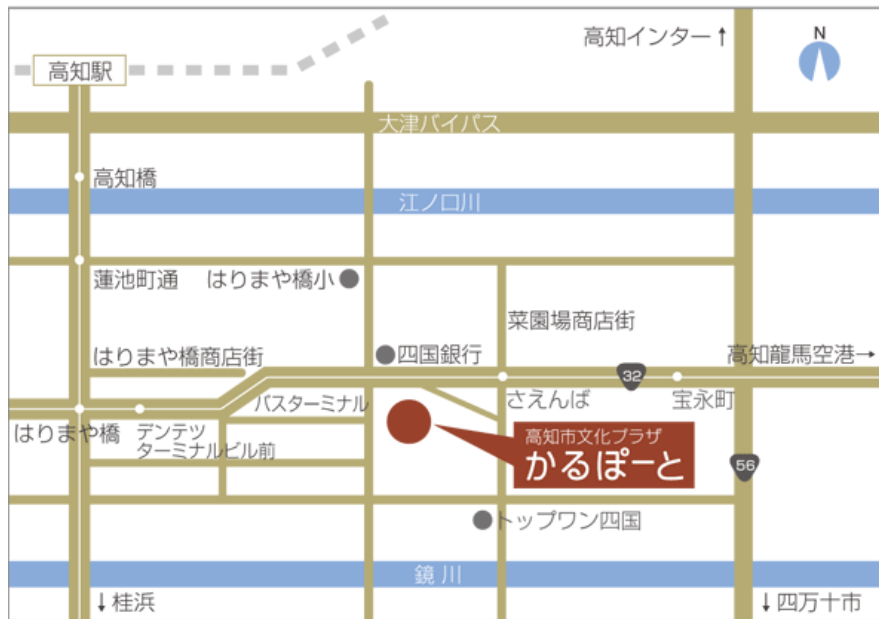 高知インター↑
N
高知駅
大津バイパス
高知橋
江ノ口川
蓮池町通
はりまや橋小
菜園場商店街
はりまや橋商店街
四国銀行
高知龍馬空港→
32
バスターミナル
さえんば
宝永町
はりまや橋
デンテツ
ターミナルビル前
高知市文化プラザ
かるぽーと
56
トップワン四国
鏡川
↓桂浜
↓四万十市